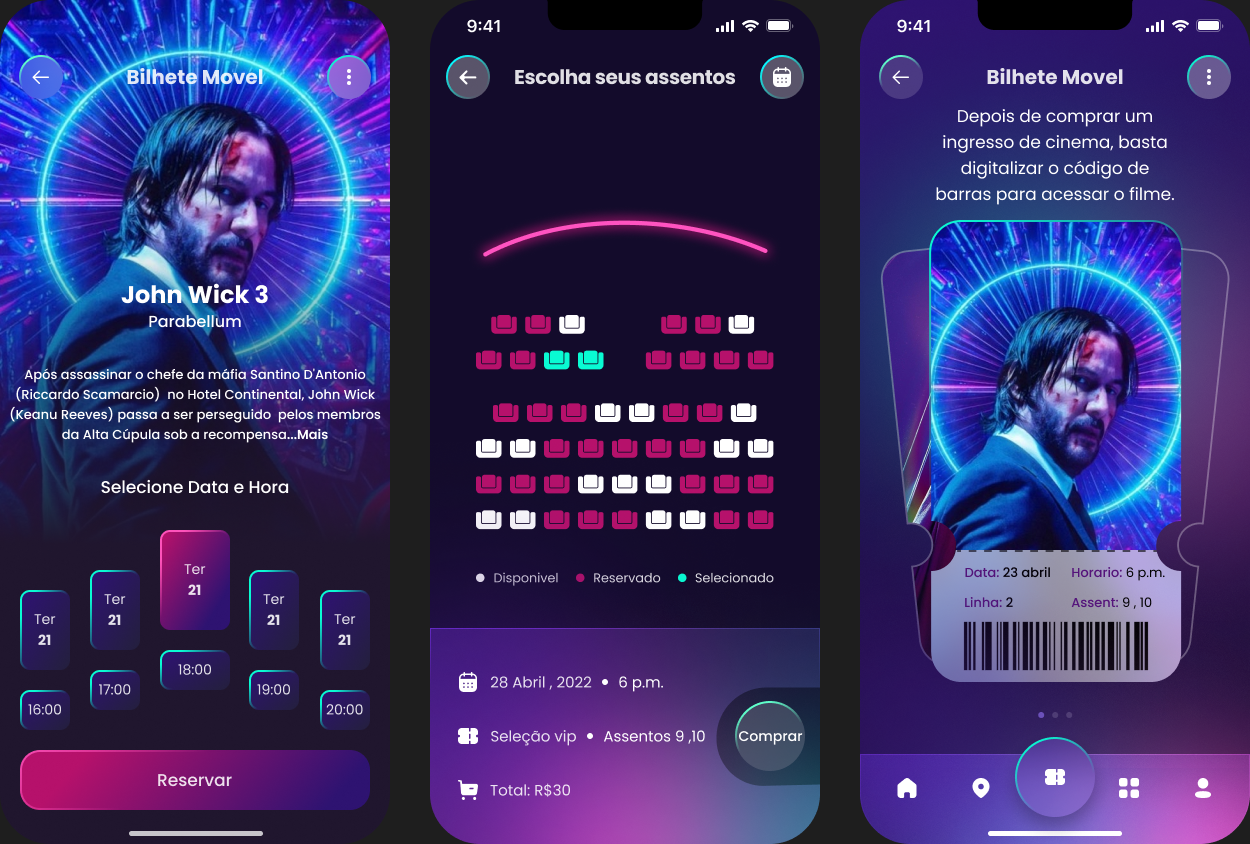 Bilhete Movel
John Wick 3
Parabellum
Após assassinar o chefe da máfia Santino D'Antonio
(Riccardo Scamarcio) no Hotel Continental, John Wick
(Keanu Reeves) passa a ser perseguido pelos membros
da Alta Cúpula sob a recompensa...Mais
Selecione Data e Hora
Ter
21
Ter
21
Ter
21
Ter
21
Ter
21
16:00
17:00
18:00
19:00
20:00
Reservar
9:41
Escolha seus assentos
Disponivel
Reservado
Selecionado
28 Abril , 2022 • 6 p.m.
Seleção vip • Assentos 9 ,10
Comprar
Total: R$30
9:41
Bilhete Movel
Depois de comprar um
ingresso de cinema, basta
digitalizar o código de
barras para acessar o filme.
Data: 23 abril
Horario: 6 p.m.
Linha: 2
Assent: 9 , 10